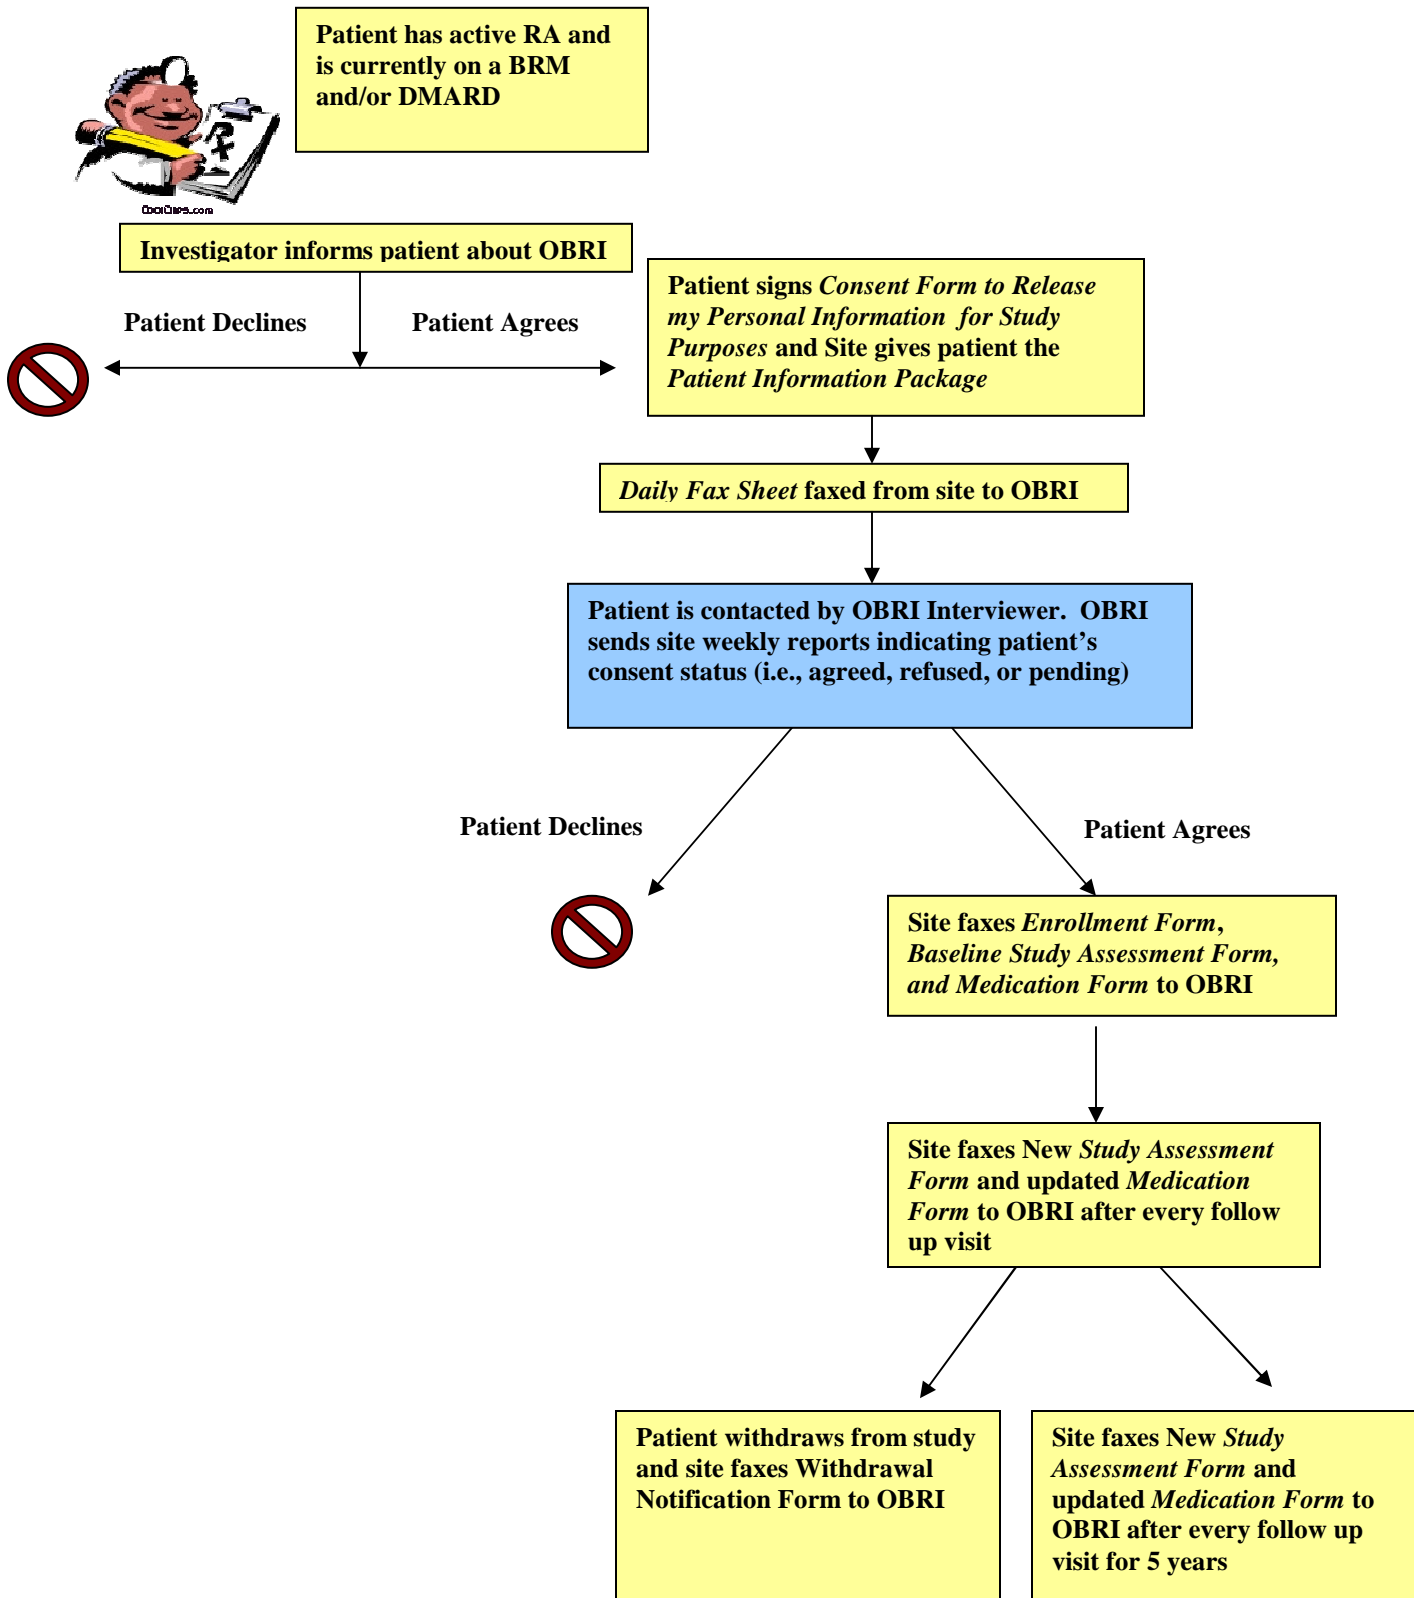 Patient has active RA and
is currently on a BRM
and/or DMARD
CoolClips.com
Investigator informs patient about OBRI
Patient Declines
Patient Agrees
Patient signs Consent Form to Release
my Personal Information for Study
Purposes and Site gives patient the
Patient Information Package
Daily Fax Sheet faxed from site to OBRI
Patient is contacted by OBRI Interviewer. OBRI
sends site weekly reports indicating patient’s
consent status (i.e., agreed, refused, or pending)
Patient Declines
Patient Agrees
Site faxes Enrollment Form,
Baseline Study Assessment Form,
and Medication Form to OBRI
Site faxes New Study Assessment
Form and updated Medication
Form to OBRI after every follow
up visit
Patient withdraws from study
and site faxes Withdrawal
Notification Form to OBRI
Site faxes New Study
Assessment Form and
updated Medication Form to
OBRI after every follow up
visit for 5 years